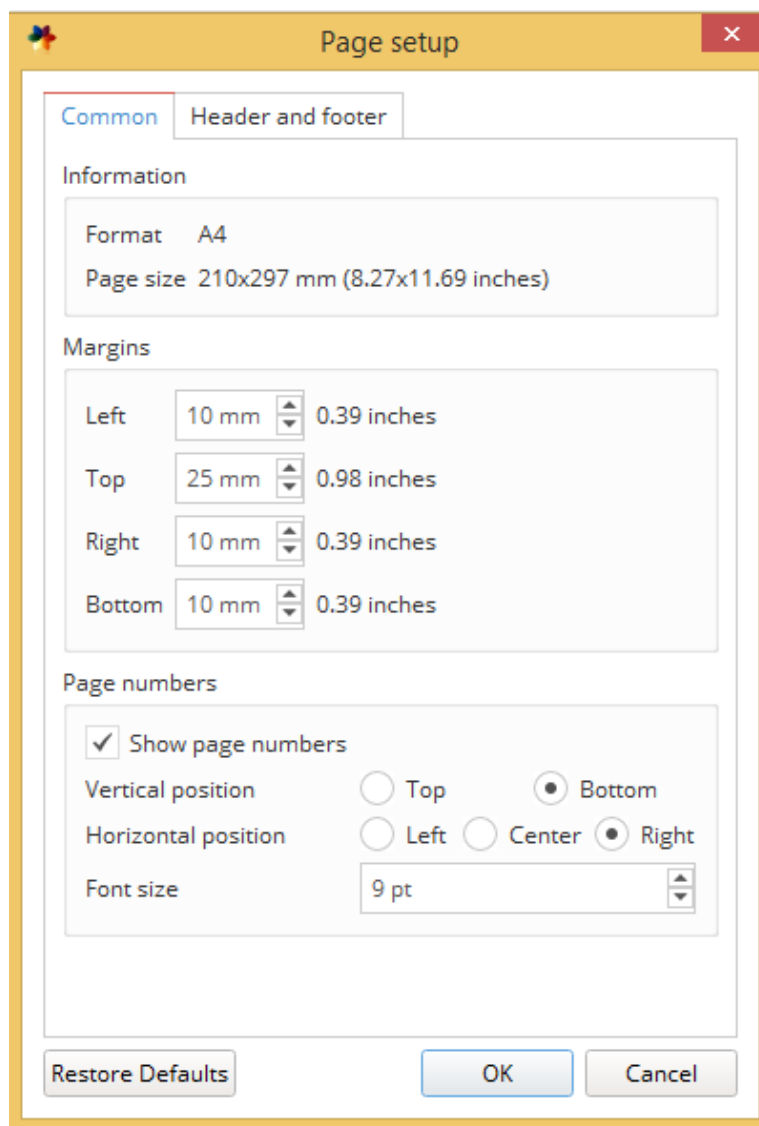 Page setup
Common Header and footer
Information
Format A4
Page size 210x297 mm (8.27x11.69 inches)
Margins
Left 10 mm 0.39 inches
Top 25 mm 0.98 inches
Right 10 mm 0.39 inches
Bottom 10 mm 0.39 inches
Page numbers
Show page numbers
Vertical position Top Bottom
Horizontal position Left Center Right
Font size 9 pt
Restore Defaults OK Cancel